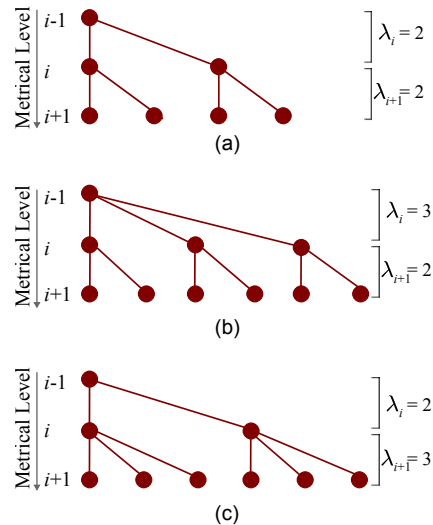 Metrical Level
i-1
i
i+1
λi = 2
λi+1 = 2
(a)
Metrical Level
i-1
i
i+1
λi = 3
λi+1 = 2
(b)
Metrical Level
i-1
i
i+1
λi = 2
λi+1 = 3
(c)